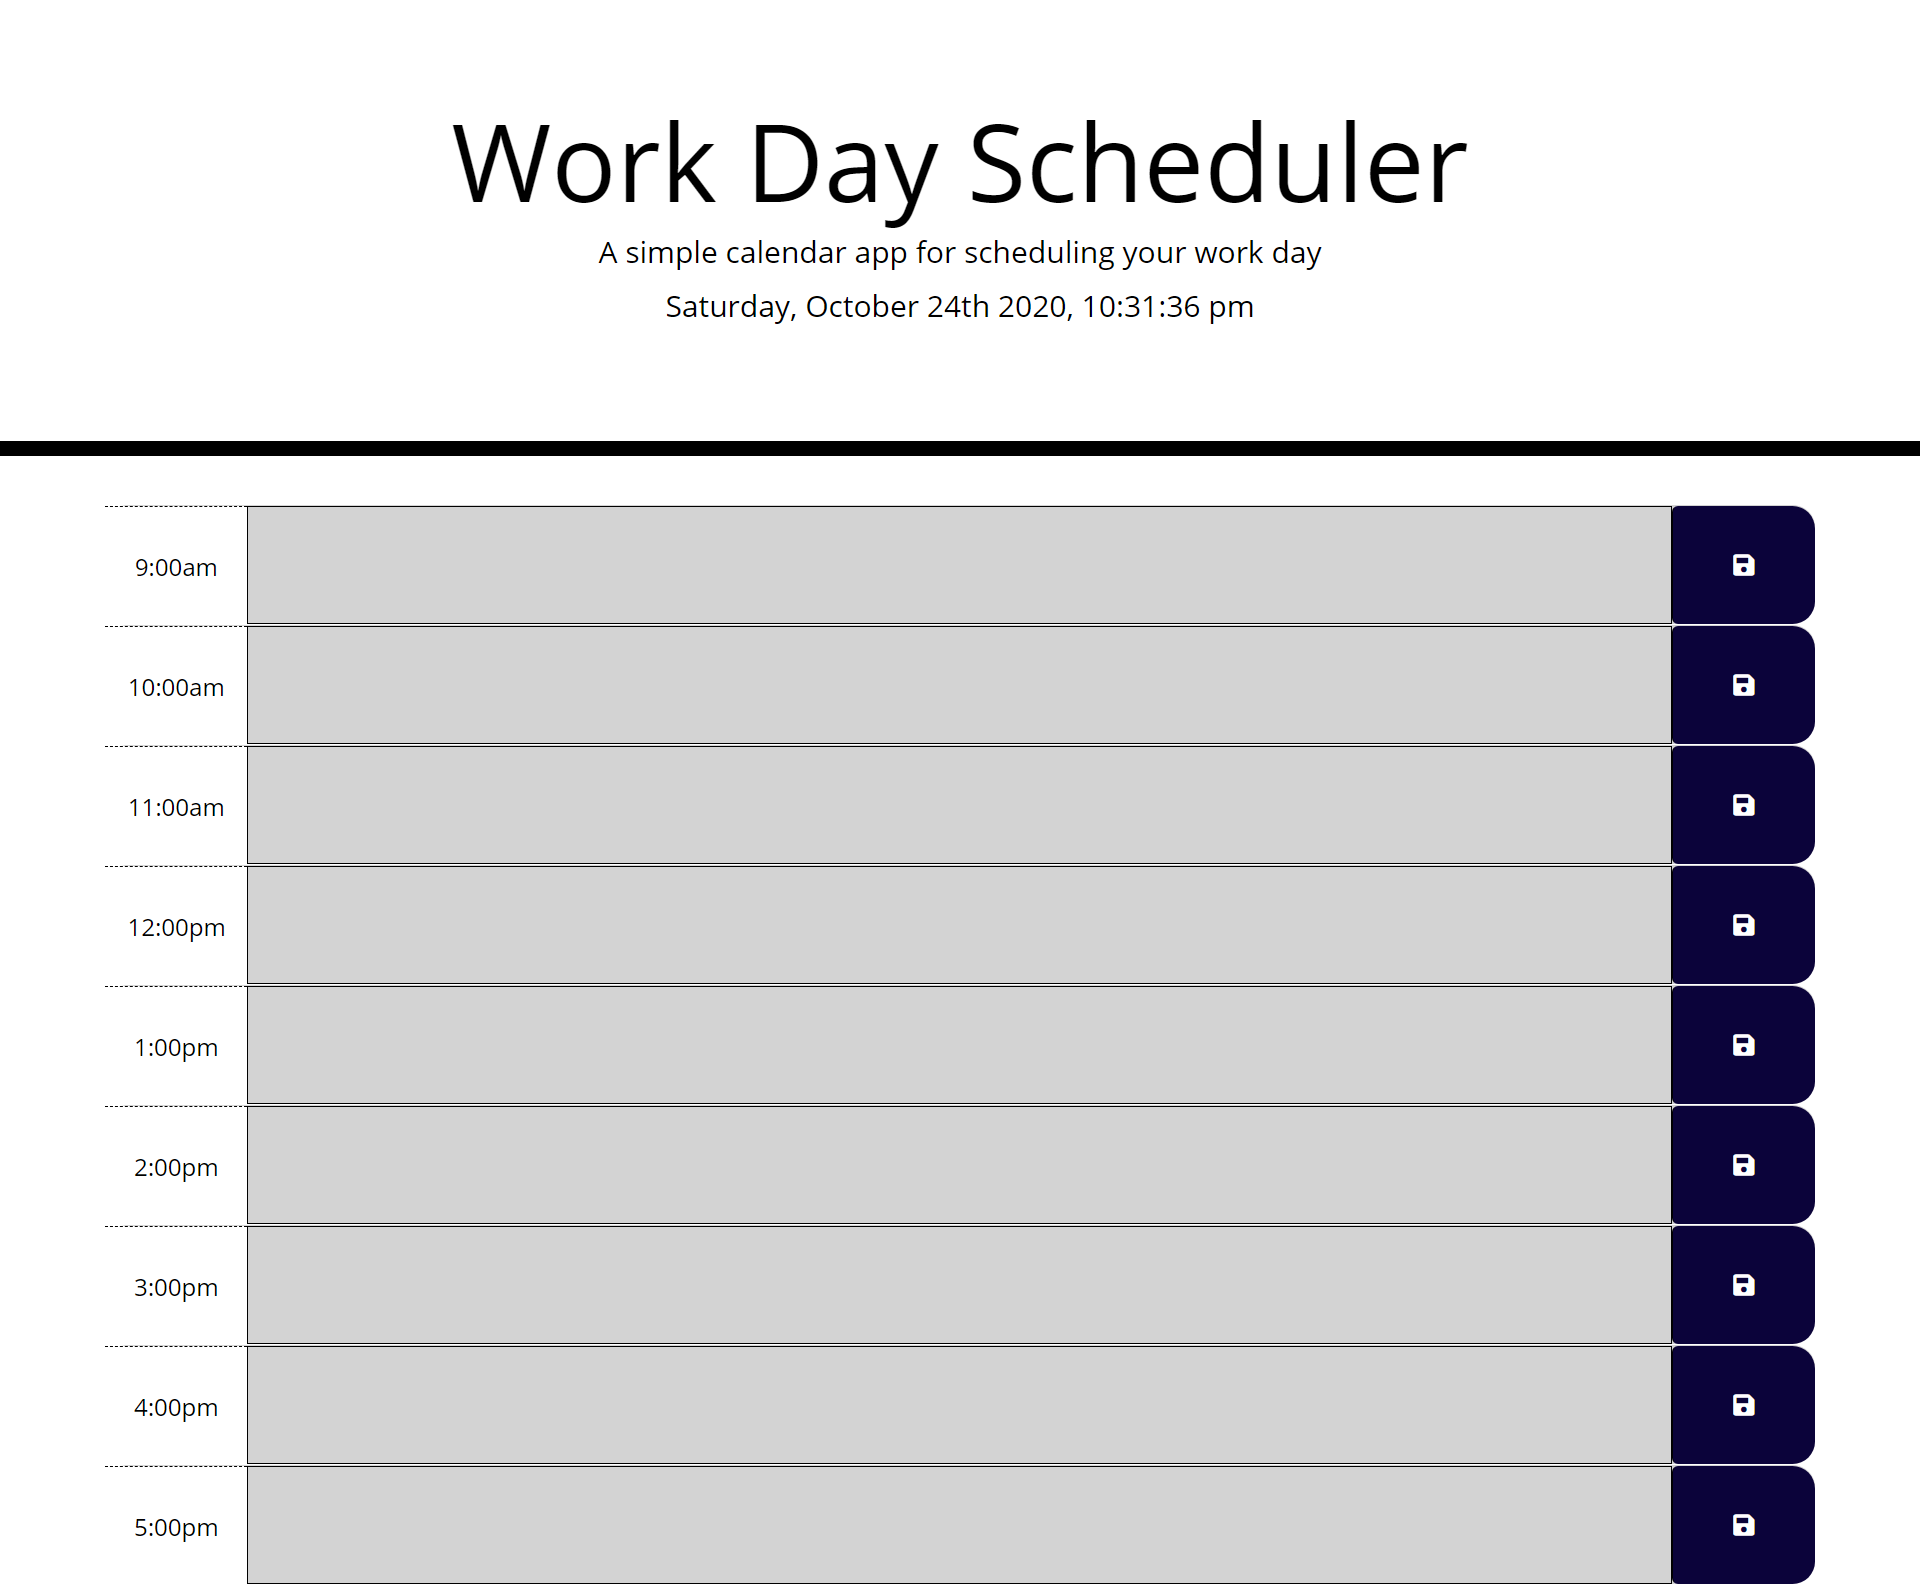 Work Day Scheduler
A simple calendar app for scheduling your work day
Saturday, October 24th 2020, 10:31:36 pm
9:00am
10:00am
11:00am
12:00pm
1:00pm
2:00pm
3:00pm
4:00pm
5:00pm